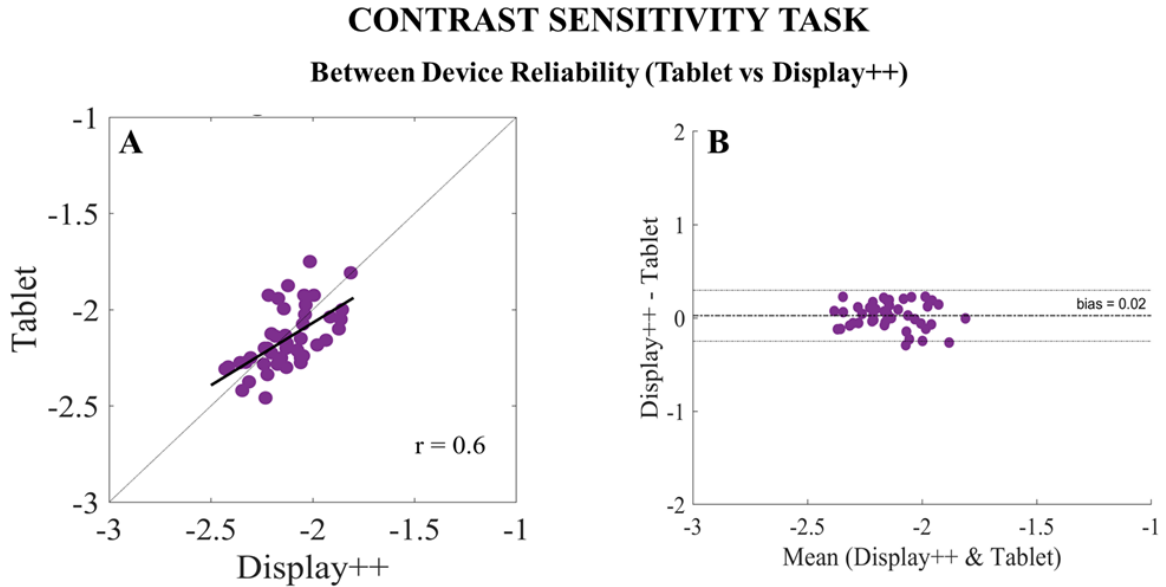 CONTRAST SENSITIVITY TASK
Between Device Reliability (Tablet vs Display++)
A
-1
-1.5
-2
-2.5
-3
Tablet
r = 0.6
-3
-2.5
-2
-1.5
-1
Display++
B
2
1
0
-1
-2
Display++ - Tablet
bias = 0.02
-3
-2.5
-2
-1.5
-1
Mean (Display++ & Tablet)